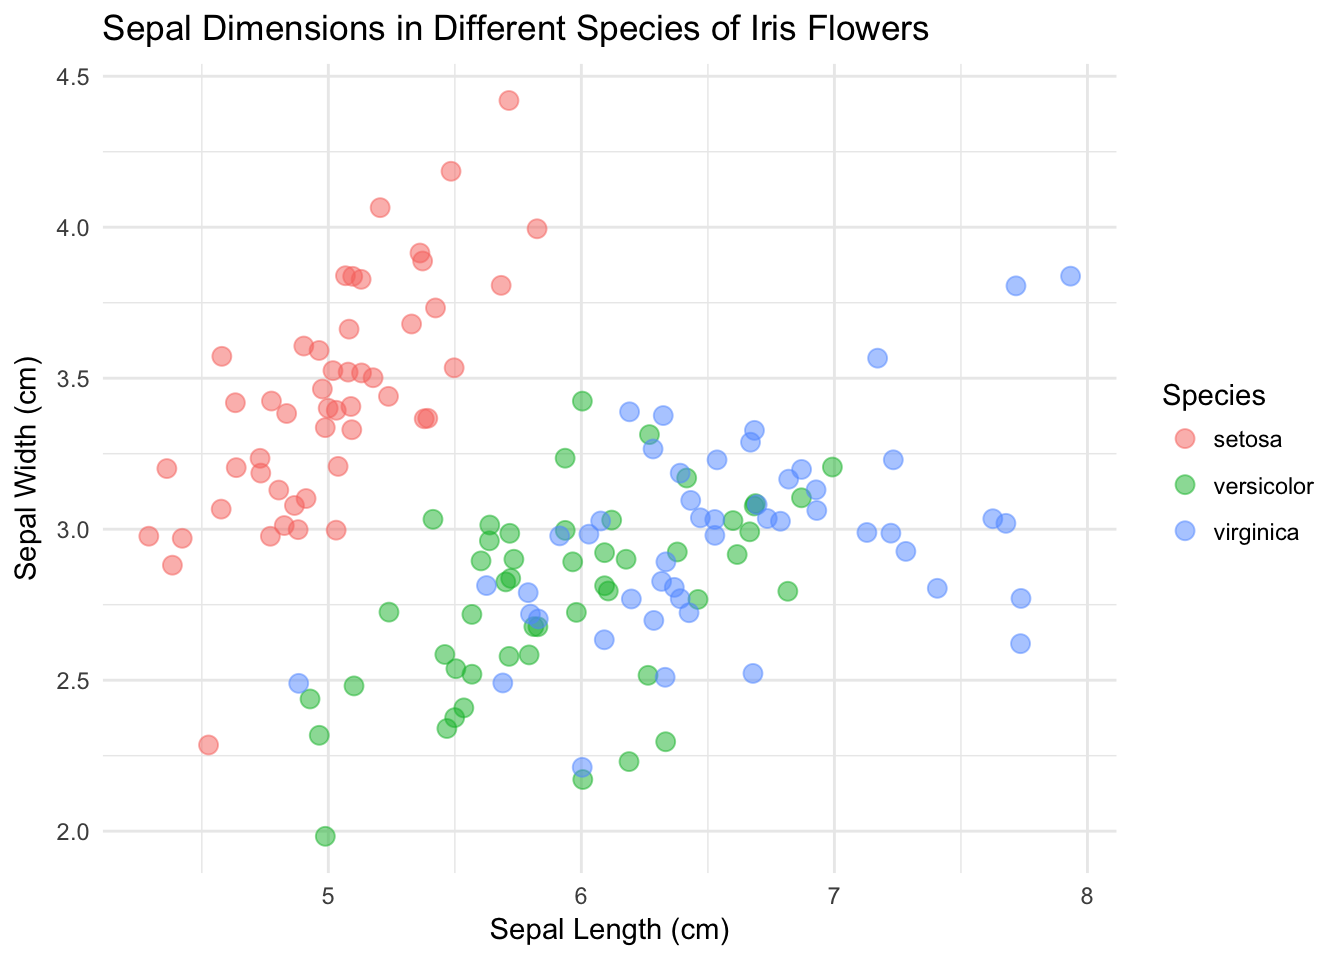 Sepal Dimensions in Different Species of Iris Flowers
4.5
4.0
3.5
3.0
2.5
2.0
Sepal Width (cm)
5 6 7 8
Sepal Length (cm)
Species
setosa
versicolor
virginica